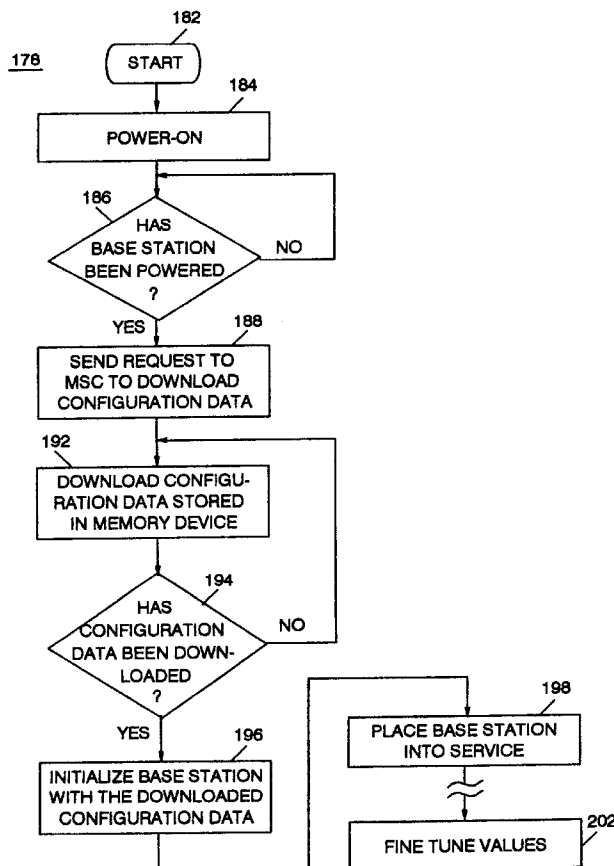 182
178
START
184
POWER-ON
186
HAS
BASE STATION
BEEN POWERED
?
NO
YES
188
SEND REQUEST TO
MSC TO DOWNLOAD
CONFIGURATION DATA
192
DOWNLOAD CONFIGU-
RATION DATA STORED
IN MEMORY DEVICE
194
HAS
CONFIGURATION
DATA BEEN DOWN-
LOADED
?
NO
YES
196
INITIALIZE BASE STATION
WITH THE DOWNLOADED
CONFIGURATION DATA
198
PLACE BASE STATION
INTO SERVICE
202
FINE TUNE VALUES